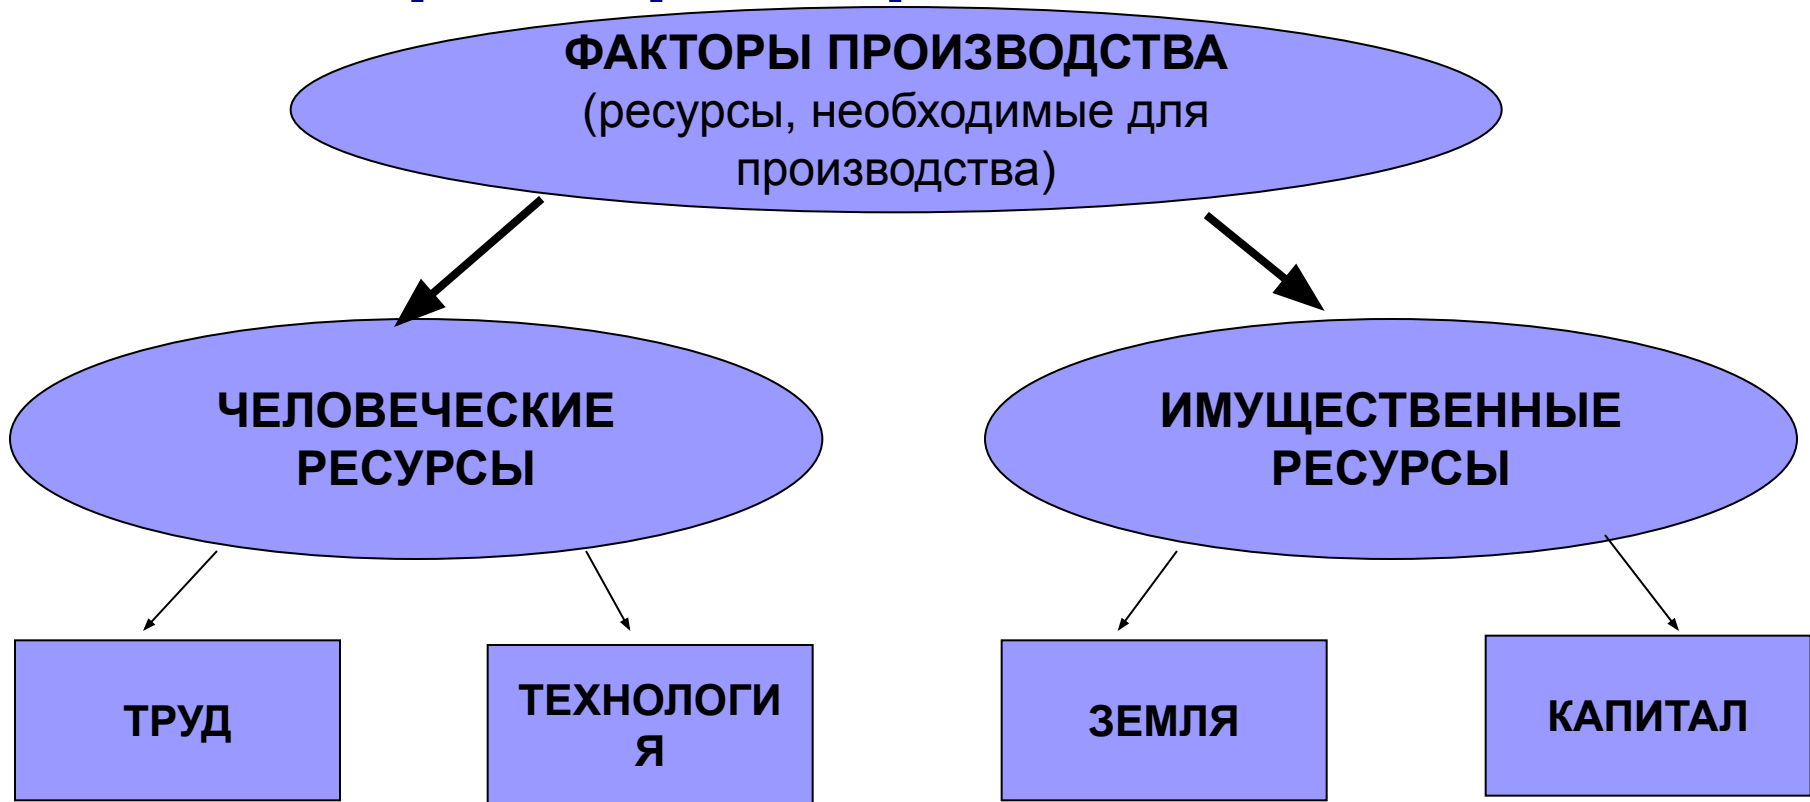 ФАКТОРЫ ПРОИЗВОДСТВА
(ресурсы, необходимые для
производства)
ЧЕЛОВЕЧЕСКИЕ
РЕСУРСЫ
ИМУЩЕСТВЕННЫЕ
РЕСУРСЫ
ТРУД
ТЕХНОЛОГИ
Я
ЗЕМЛЯ
КАПИТАЛ